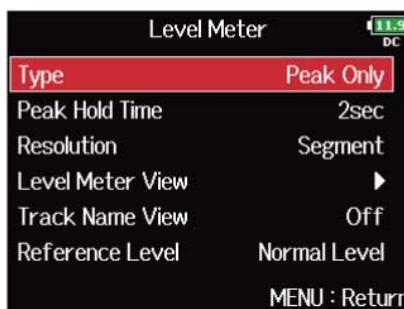 Level Meter
11.9
DC
Type Peak Only
Peak Hold Time 2sec
Resolution Segment
Level Meter View
Track Name View Off
Reference Level Normal Level
MENU : Return